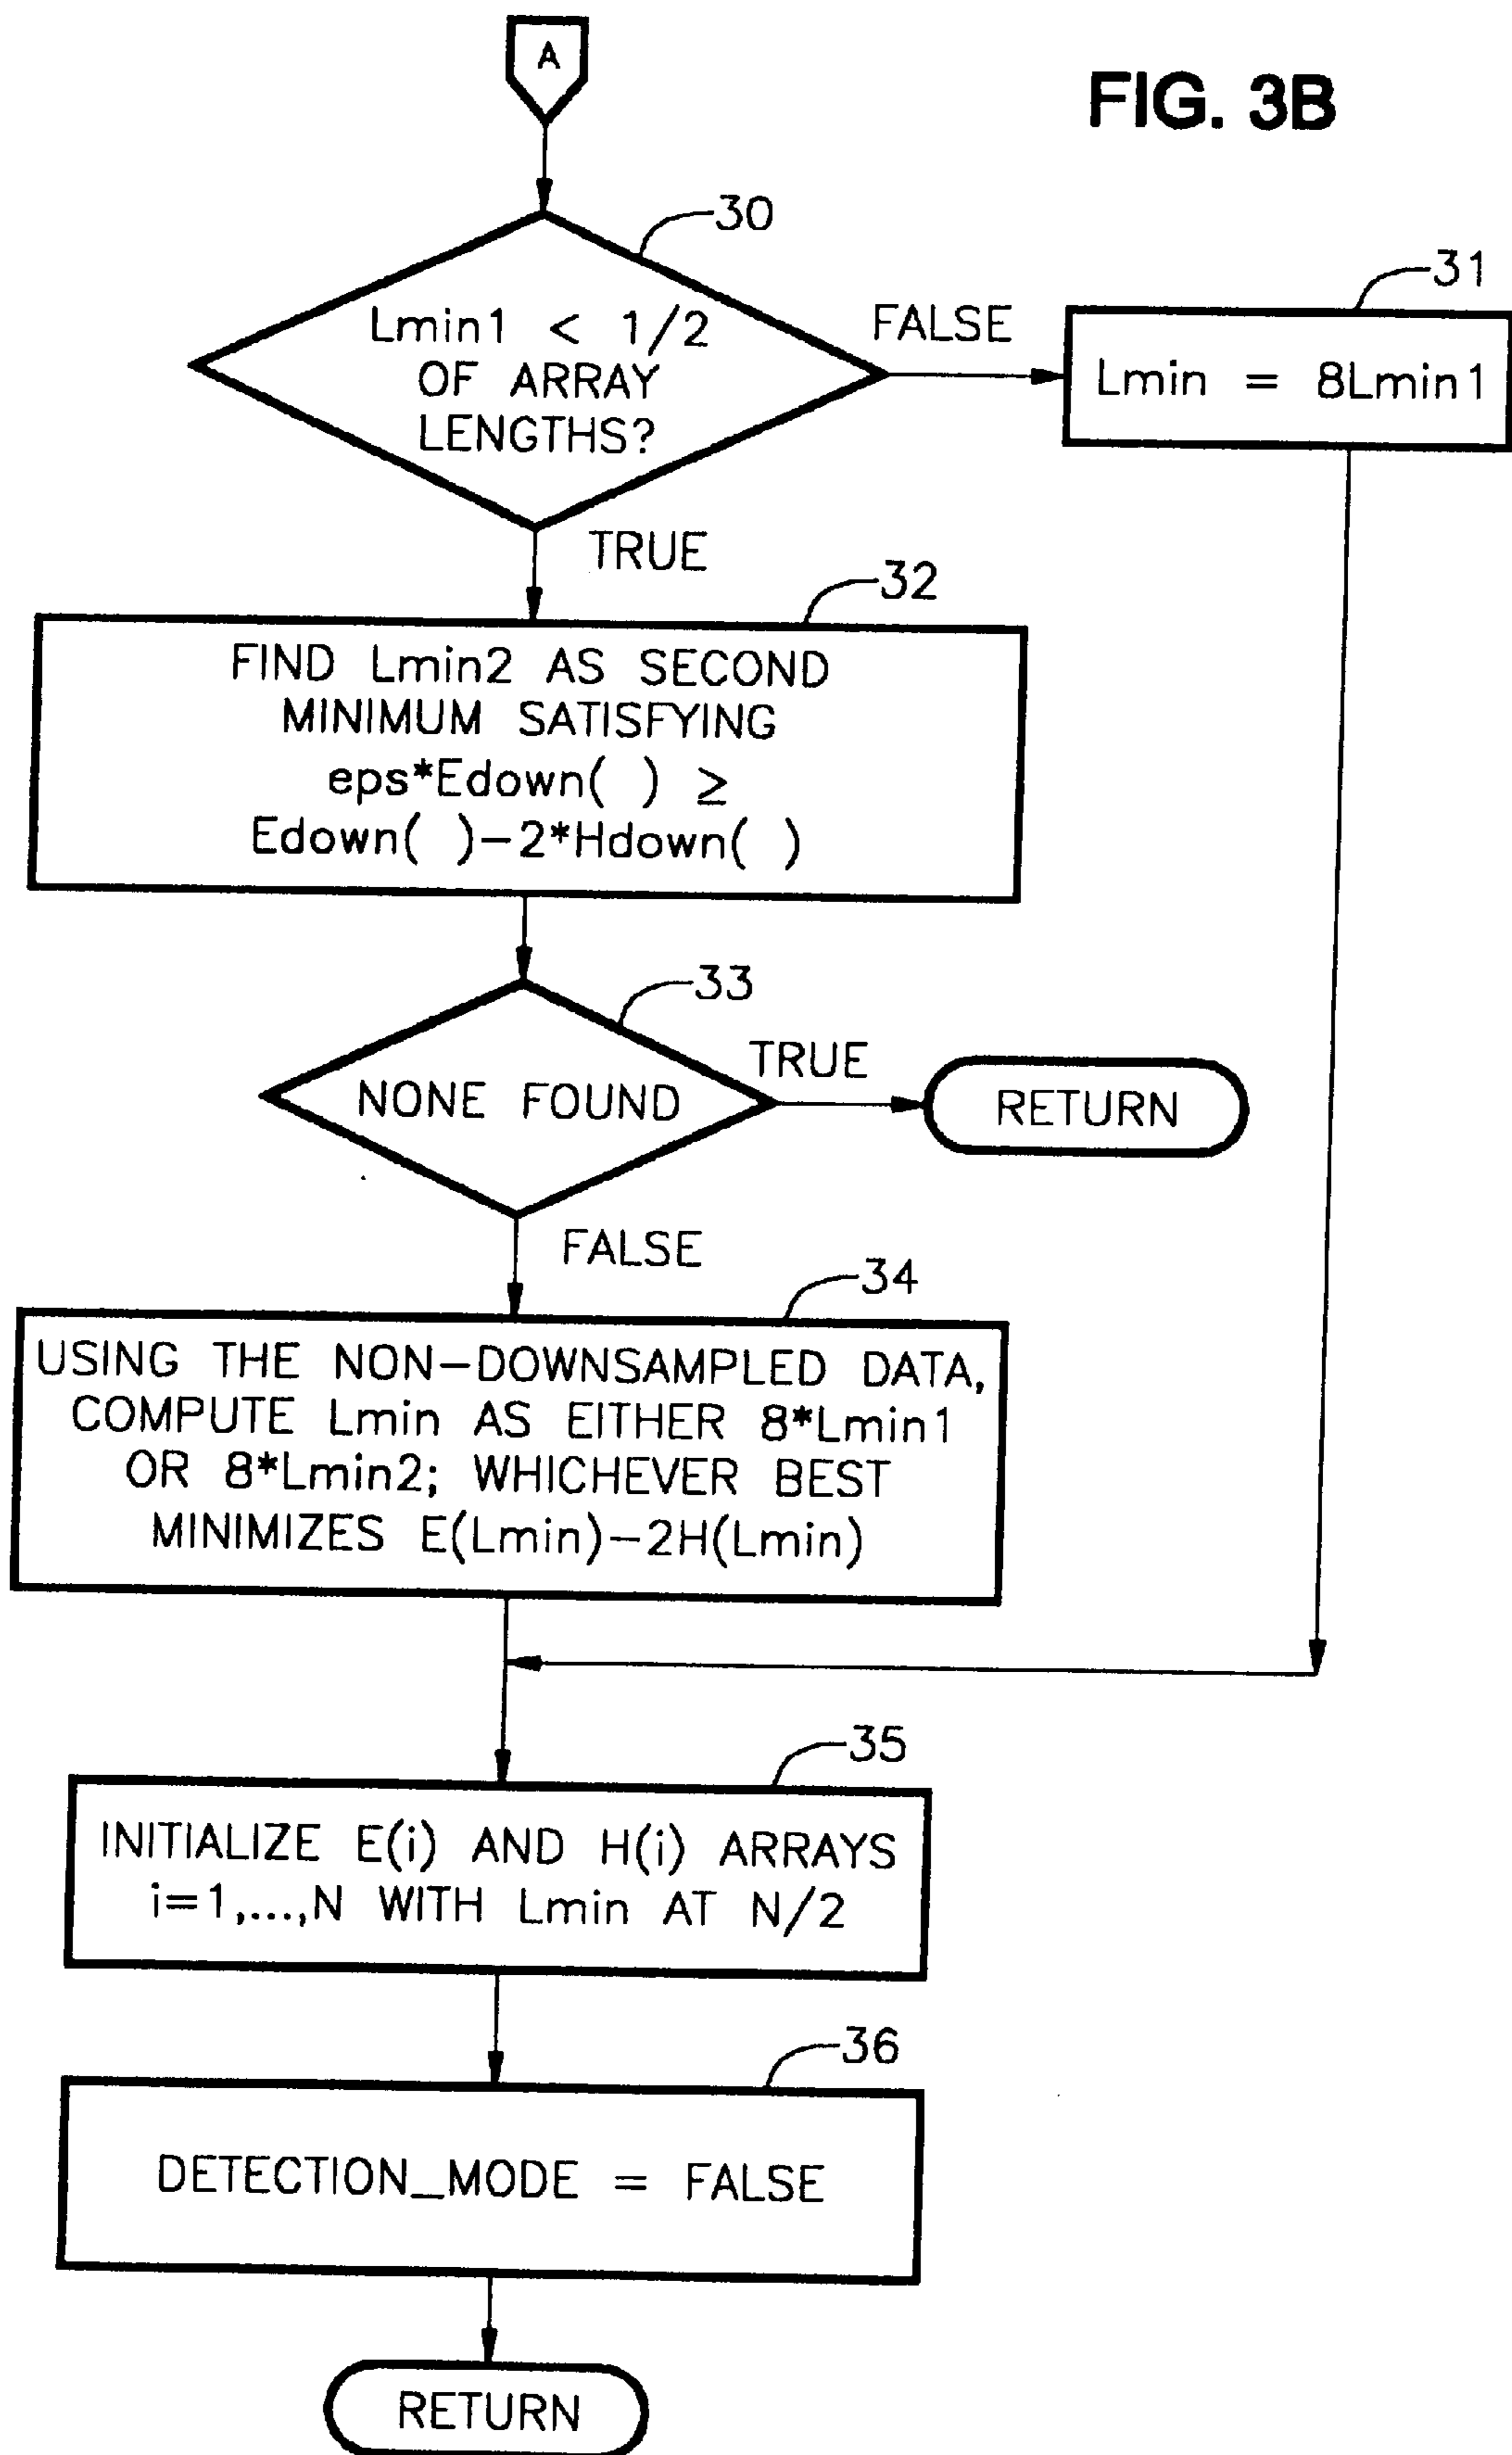 A
FIG. 3B
30
Lmin1 < 1/2
OF ARRAY
LENGTHS?
FALSE
31
Lmin = 8Lmin1
TRUE
32
FIND Lmin2 AS SECOND
MINIMUM SATISFYING
eps*Edown( ) ≥
Edown( )-2*Hdown( )
33
NONE FOUND
TRUE
RETURN
FALSE
34
USING THE NON-DOWNSAMPLED DATA,
COMPUTE Lmin AS EITHER 8*Lmin1
OR 8*Lmin2; WHICHEVER BEST
MINIMIZES E(Lmin)-2H(Lmin)
35
INITIALIZE E(i) AND H(i) ARRAYS
i=1,...,N WITH Lmin AT N/2
36
DETECTION_MODE = FALSE
RETURN